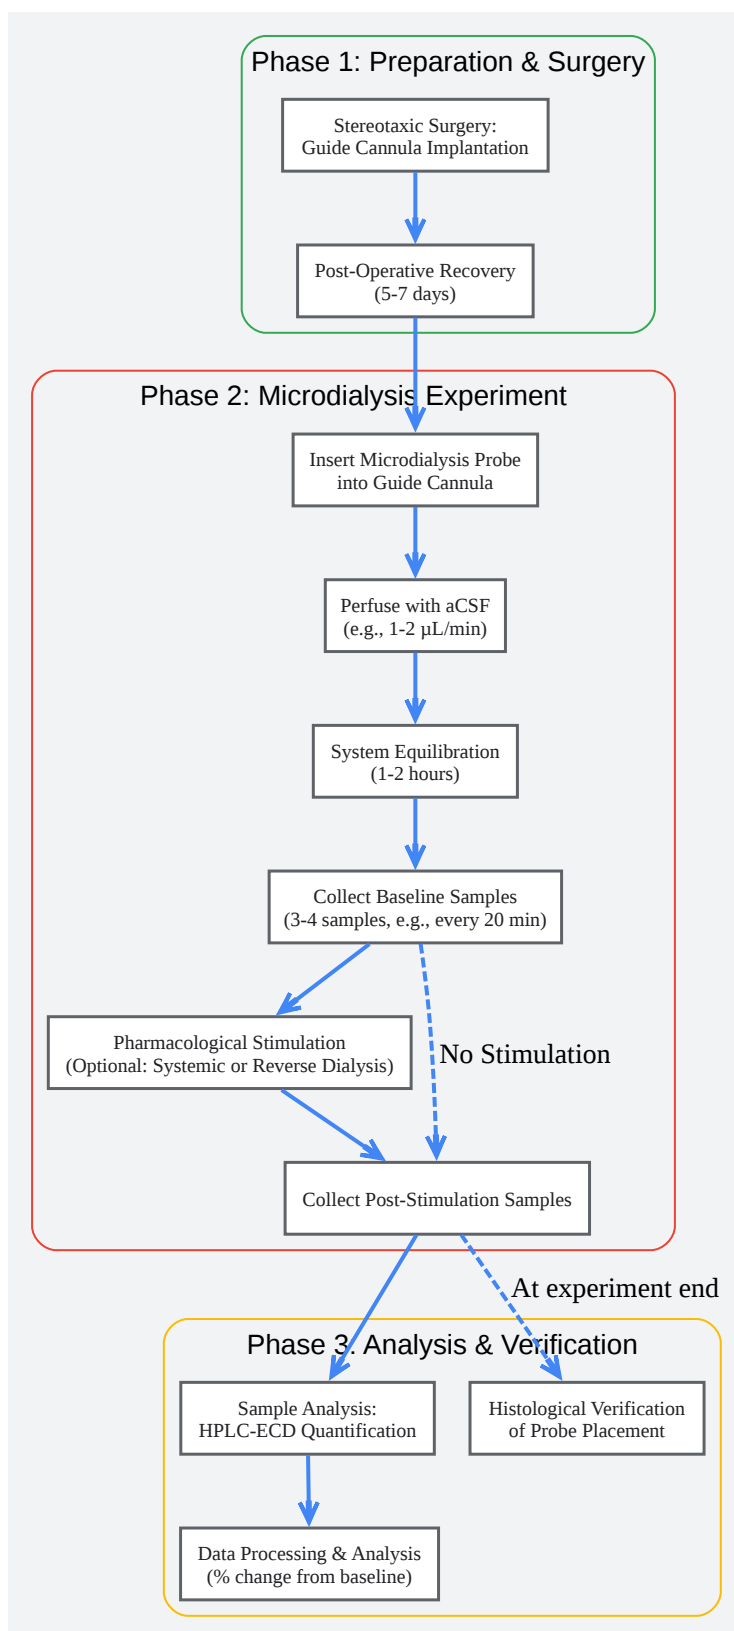 Phase 1: Preparation & Surgery
Stereotaxic Surgery:
Guide Cannula Implantation
Post-Operative Recovery
(5-7 days)
Phase 2: Microdialysis Experiment
Insert Microdialysis Probe
into Guide Cannula
Perfuse with aCSF
(e.g., 1-2 µL/min)
System Equilibration
(1-2 hours)
Collect Baseline Samples
(3-4 samples, e.g., every 20 min)
Pharmacological Stimulation
(Optional: Systemic or Reverse Dialysis)
No Stimulation
Collect Post-Stimulation Samples
At experiment end
Phase 3: Analysis & Verification
Sample Analysis:
HPLC-ECD Quantification
Histological Verification
of Probe Placement
Data Processing & Analysis
(% change from baseline)